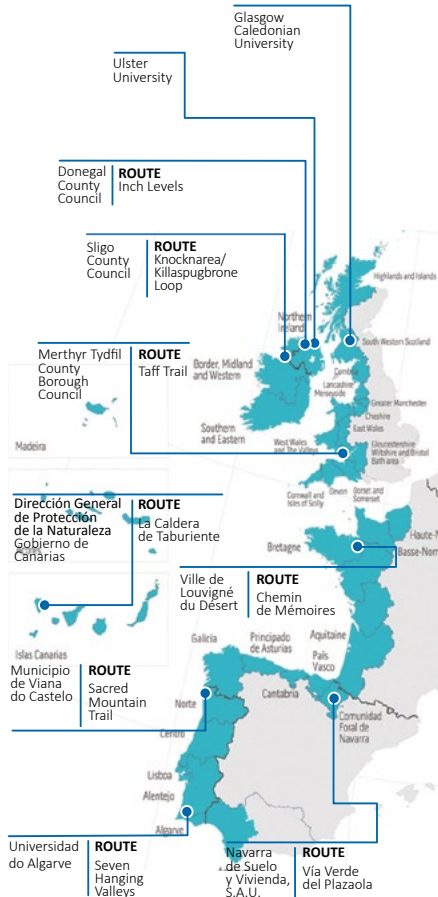 Glasgow
Caledonian
University
Ulster
University
Donegal
County
Council
ROUTE
Inch Levels
Sligo
County
Council
ROUTE
Knocknarea/
Killaspugbrone
Loop
Highlands and Islands
Northern
Ireland
South Western Scotland
Merthyr Tydfil
County
Borough
Council
ROUTE
Taff Trail
Border, Midland
and Western
Cumbria
Lancashire
Merseyside
Greater Manchester
Cheshire
East Wales
Southern
and Eastern
West Wales
and The Valleys
Gloucestershire
Wiltshire and Bristol
Bath area
Madeira
Cornwall and
Isles of Scilly
Devon
Dorset and
Somerset
Dirección General
de Protección
de la Naturaleza
Gobierno de
Canarias
ROUTE
La Caldera
de Taburiente
Bretagne
Haute-N
Basse-Nom
Ville de
Louvigné
du Désert
ROUTE
Chemin
de Mémoires
Islas Canarias
Galicia
Principado
de Asturias
Aquitaine
País
Vasco
Municipio
de Viana
do Castelo
ROUTE
Sacred
Mountain
Trail
Norte
Cantabria
Comunidad
Foral de
Navarra
Centro
Lisboa
Alentejo
Algarve
Universidad
do Algarve
ROUTE
Seven
Hanging
Valleys
Navarra
de Suelo
y Vivienda,
S.A.U.
ROUTE
Vía Verde
del Plazaola